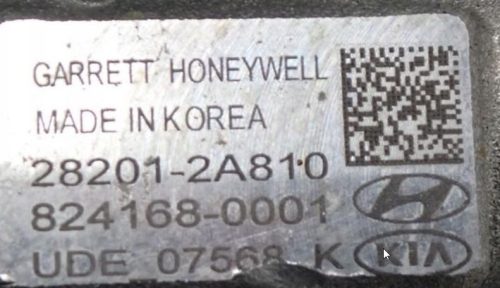 GARRETT HONEYWELL
MADE IN KOREA
28201-2A810
824168-0001
UDE 07568 K KIA